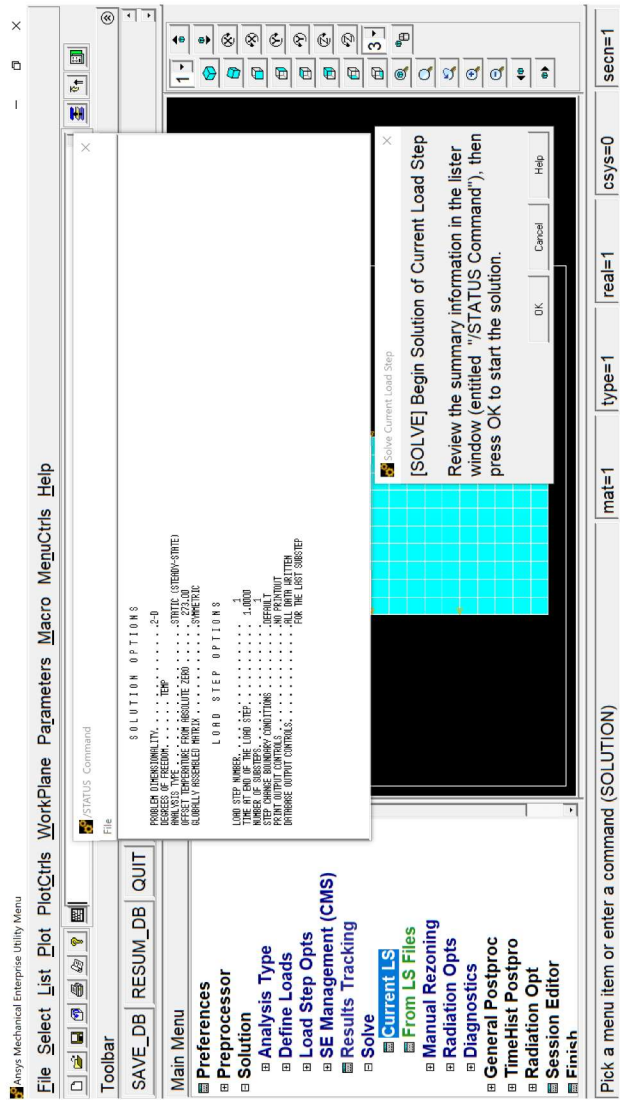 Ansys Mechanical Enterprise Utility Menu
File Select List Plot PlotCtrls WorkPlane Parameters Macro MenuCtrls Help
Toolbar
SAVE_DB RESUM_DB QUIT
Main Menu
Preferences
Preprocessor
Solution
Analysis Type
Define Loads
Load Step Opts
SE Management (CMS)
Results Tracking
Solve
Current LS
From LS Files
Manual Rezoning
Radiation Opts
Diagnostics
General Postproc
TimeHist Postpro
Radiation Opt
Session Editor
Finish
/STATUS Command
File
S O L U T I O N   O P T I O N S
PROBLEM DIMENSIONALITY. . . . . . . . . . . . .2-D
DEGREES OF FREEDOM. . . . . . TEMP
ANALYSIS TYPE . . . . . . . . . . . . . . . . .STATIC (STEADY-STATE)
OFFSET TEMPERATURE FROM ABSOLUTE ZERO . . . . .  273.00
GLOBALLY ASSEMBLED MATRIX . . . . . . . . . . .SYMMETRIC
L O A D   S T E P   O P T I O N S
LOAD STEP NUMBER. . . . . . . . . . . . . . . .     1
TIME AT END OF THE LOAD STEP. . . . . . . . . .  1.0000
NUMBER OF SUBSTEPS. . . . . . . . . . . . . . .     1
STEP CHANGE BOUNDARY CONDITIONS . . . . . . . .DEFAULT
PRINT OUTPUT CONTROLS . . . . . . . . . . . . .NO PRINTOUT
DATABASE OUTPUT CONTROLS. . . . . . . . . . . .ALL DATA WRITTEN
FOR THE LAST SUBSTEP
Solve Current Load Step
[SOLVE] Begin Solution of Current Load Step
Review the summary information in the lister
window (entitled "/STATUS Command"), then
press OK to start the solution.
OK Cancel Help
1
3
Pick a menu item or enter a command (SOLUTION) mat=1 type=1 real=1 csys=0 secn=1